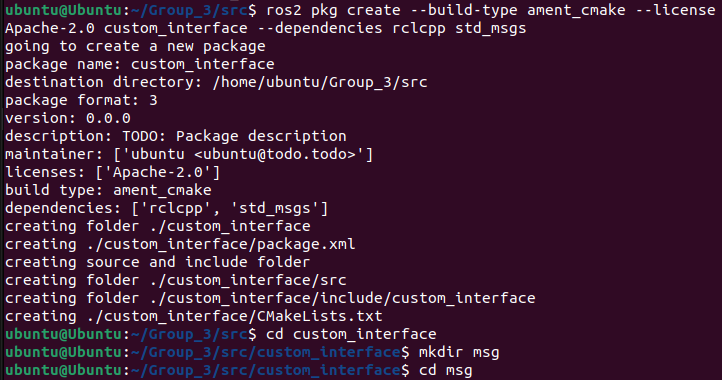 ubuntu@Ubuntu:~/Group_3/src$ ros2 pkg create --build-type ament_cmake --license
Apache-2.0 custom_interface --dependencies rclcpp std_msgs
going to create a new package
package name: custom_interface
destination directory: /home/ubuntu/Group_3/src
package format: 3
version: 0.0.0
description: TODO: Package description
maintainer: ['ubuntu <ubuntu@todo.todo>']
licenses: ['Apache-2.0']
build type: ament_cmake
dependencies: ['rclcpp', 'std_msgs']
creating folder ./custom_interface
creating ./custom_interface/package.xml
creating source and include folder
creating folder ./custom_interface/src
creating folder ./custom_interface/include/custom_interface
creating ./custom_interface/CMakeLists.txt
ubuntu@Ubuntu:~/Group_3/src$ cd custom_interface
ubuntu@Ubuntu:~/Group_3/src/custom_interface$ mkdir msg
ubuntu@Ubuntu:~/Group_3/src/custom_interface$ cd msg